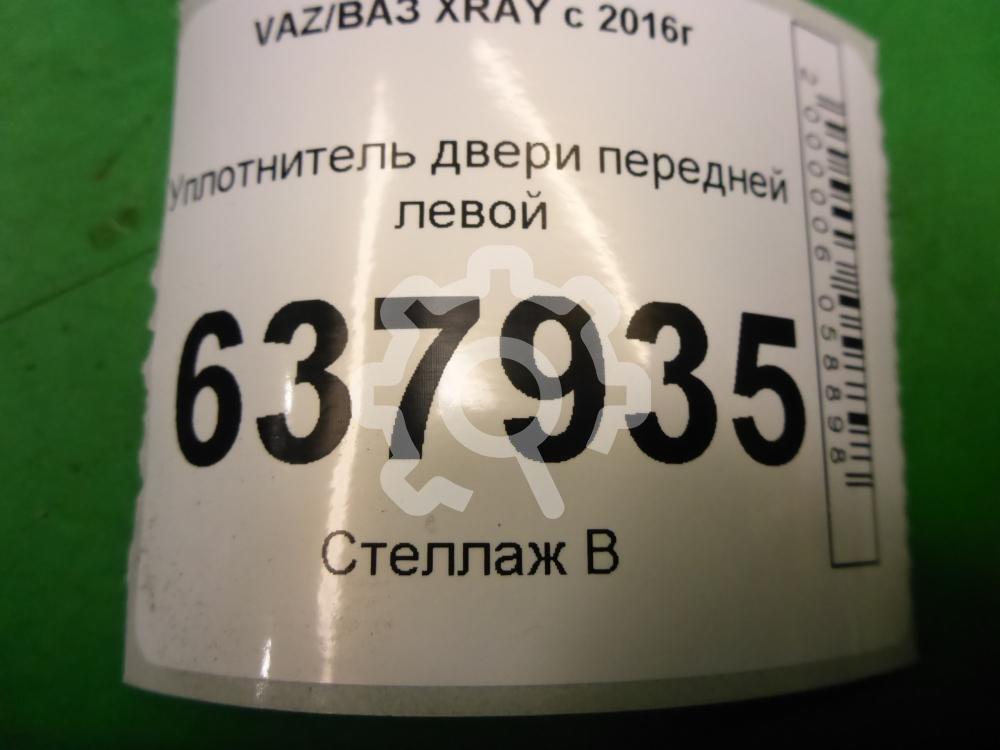 VAZ/ВАЗ XRAY с 2016г
Уплотнитель двери передней
левой
637935
Стеллаж В
2000006058898